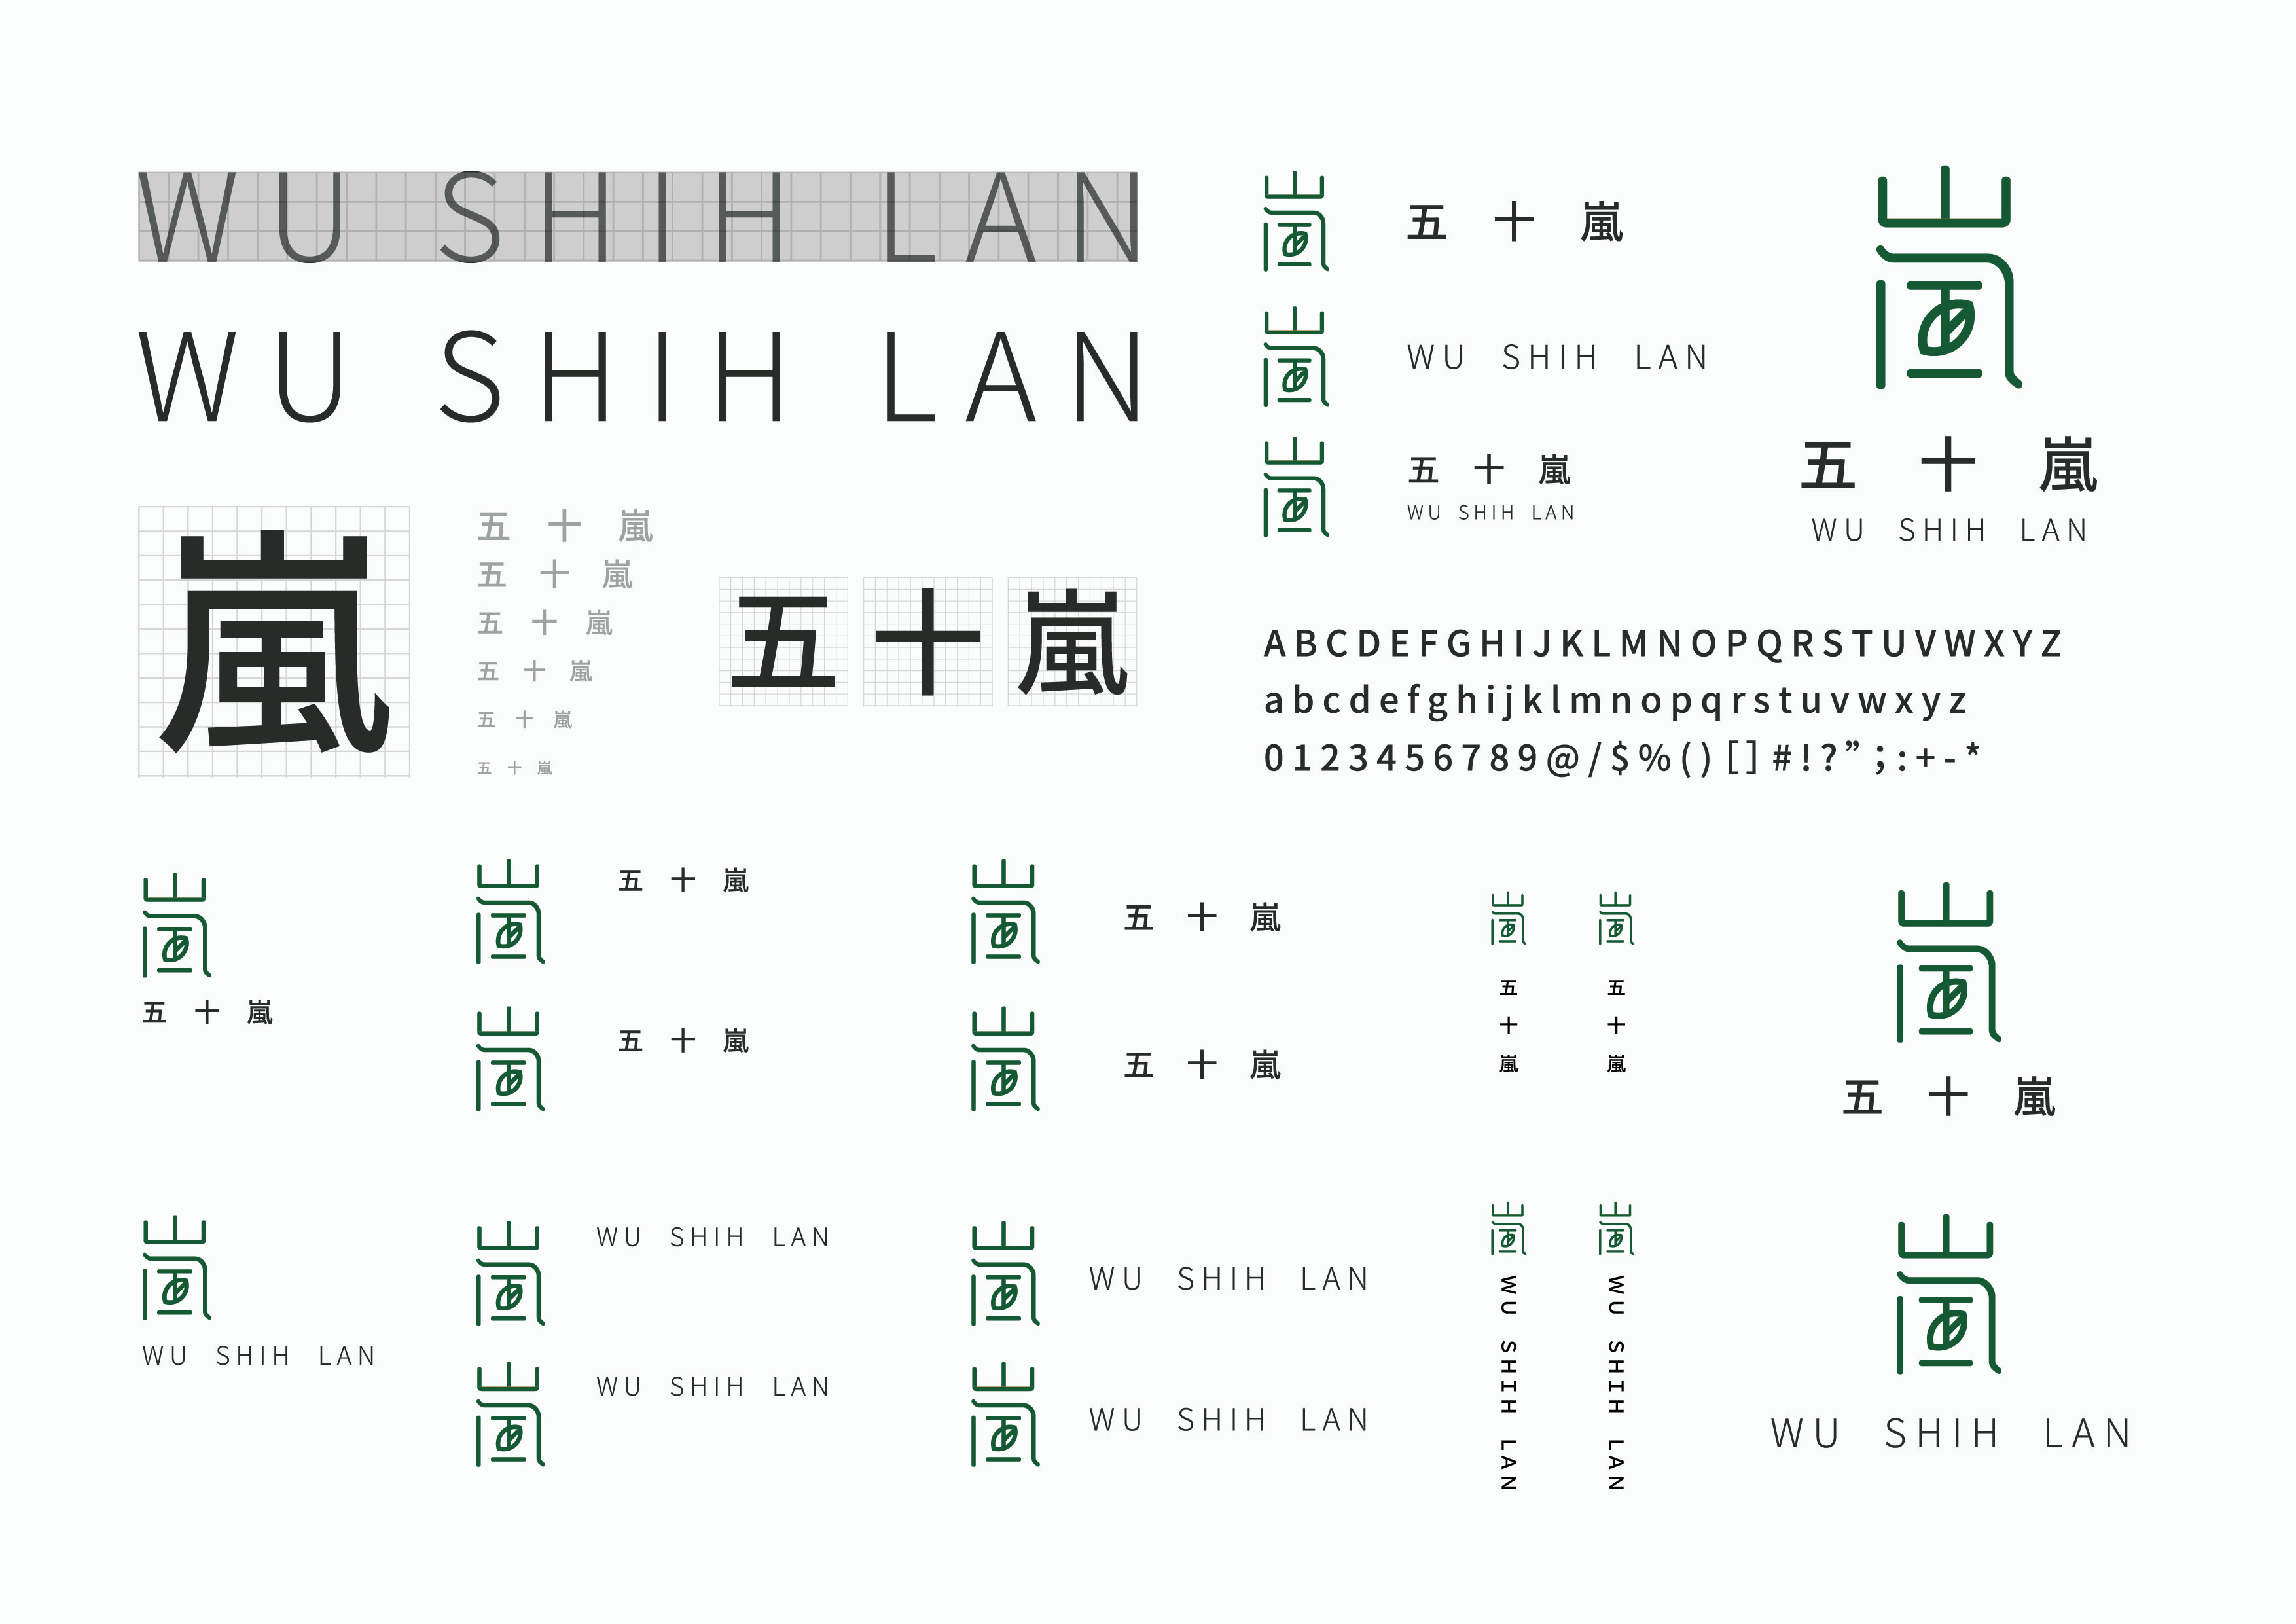 WU SHIH LAN
WU SHIH LAN
嵐
五 十 嵐
五 十 嵐
五 十 嵐
五 十 嵐
五 十 嵐
五 十 嵐
五 十 嵐
五 十 嵐
WU SHIH LAN
五 十 嵐
WU SHIH LAN
嵐
五 十 嵐
WU SHIH LAN
五 十 嵐
ABCDEFGHIJKLMNOPQRSTUVWXYZ
abcdefghijklmnopqrstuvwxyz
0123456789@/$%()[]#!?”;:+-*
五 十 嵐
五 十 嵐
五 十 嵐
五 十 嵐
五 十 嵐
五 十 嵐
五 十 嵐
五 十 嵐
WU SHIH LAN
WU SHIH LAN
WU SHIH LAN
WU SHIH LAN
WU SHIH LAN
WU SHIH LAN
WU SHIH LAN
WU SHIH LAN